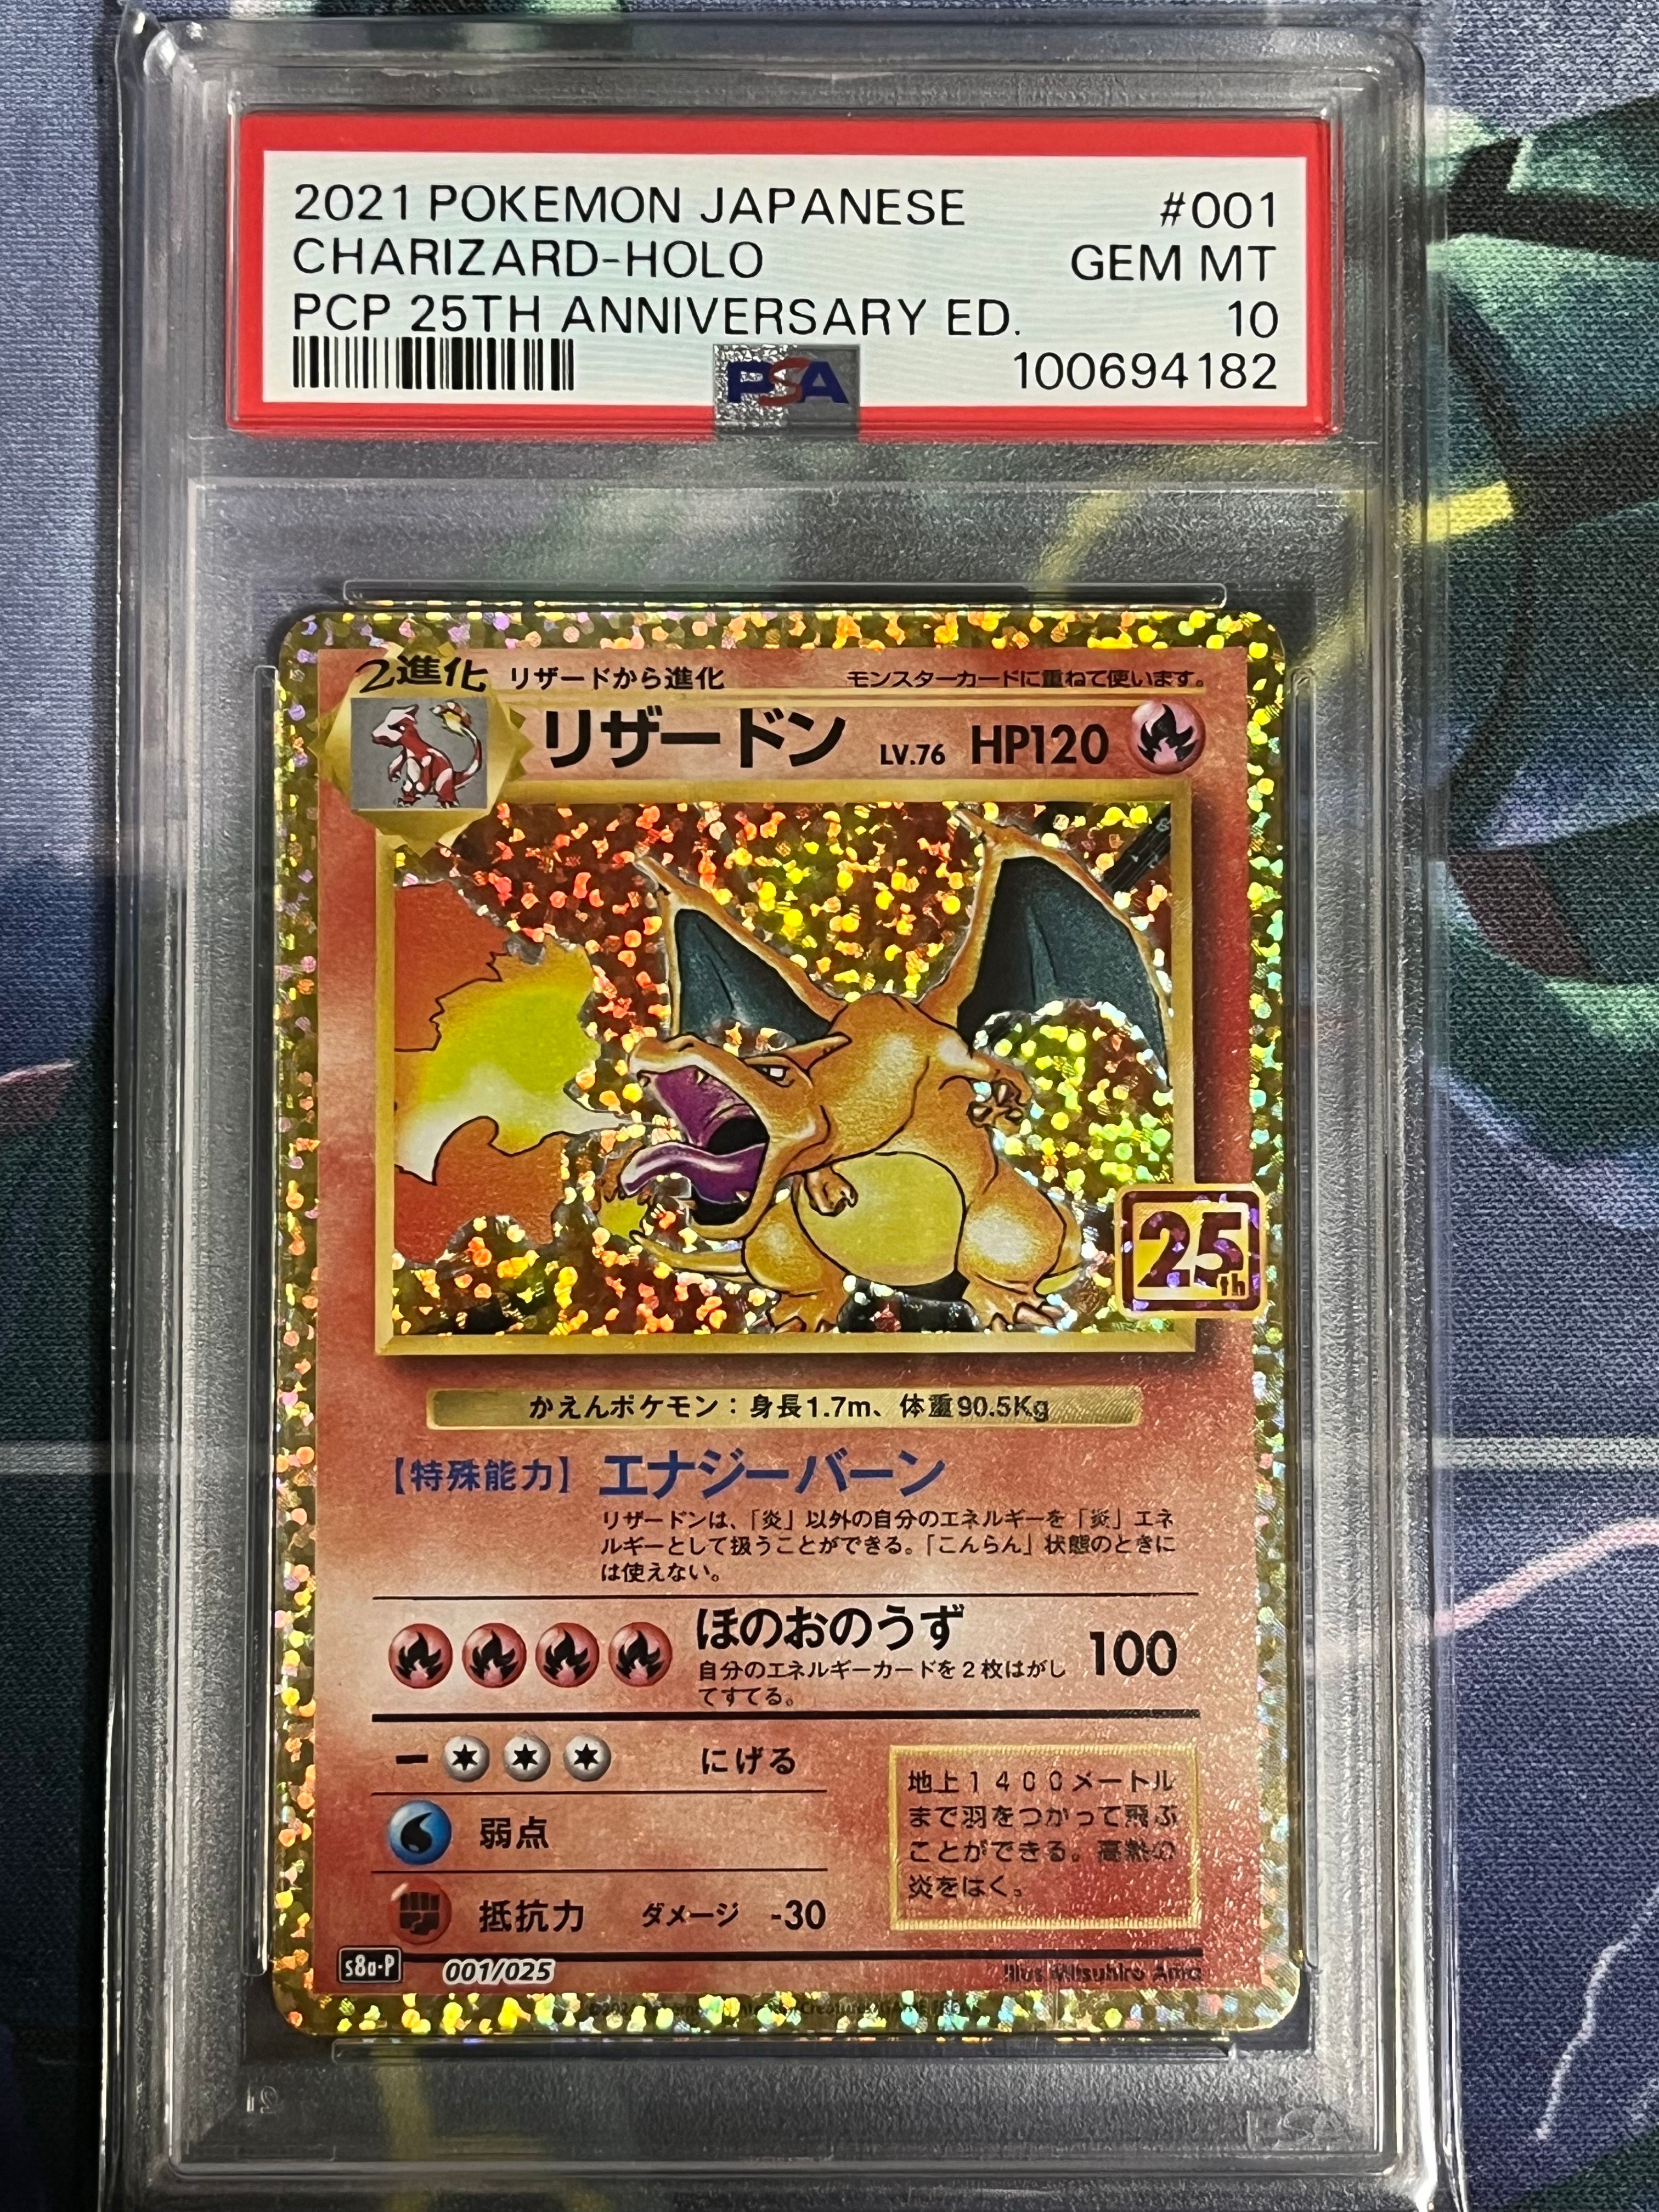 2021 POKEMON JAPANESE #001
CHARIZARD-HOLO GEM MT
PCP 25TH ANNIVERSARY ED. 10
PSA 100694182
2進化 リザードから進化 モンスターカードに重ねて使います。
リザードン LV.76 HP120
25th
かえんポケモン：身長1.7m、体重90.5Kg
【特殊能力】 エナジーバーン
リザードンは、「炎」以外の自分のエネルギーを「炎」エネ
ルギーとして扱うことができる。「こんらん」状態のときに
は使えない。
ほのおのうず 100
自分のエネルギーカードを2枚はがし
てすてる。
ー にげる
弱点
抵抗力 ダメージ -30
地上1400メートル
まで羽をつかって飛ぶ
ことができる。高熱の
炎をはく。
s8a-P 001/025 Illus Mitsuhiro Arita